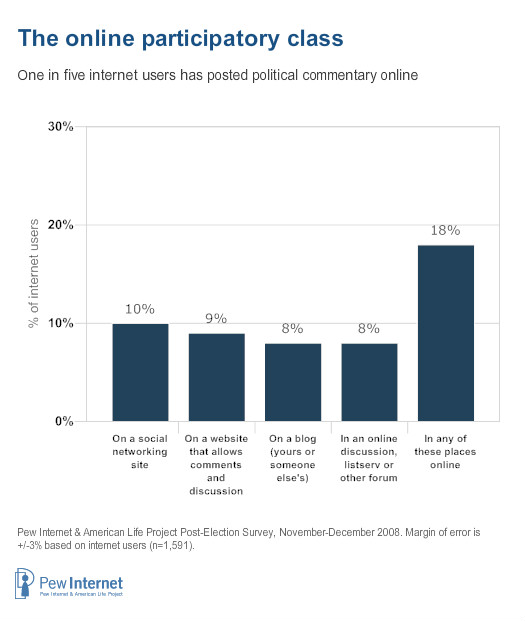 The online participatory class
One in five internet users has posted political commentary online
30%
20%
10%
0%
% of internet users
10%
9%
8%
8%
18%
On a social
networking
site
On a website
that allows
comments
and
discussion
On a blog
(yours or
someone
else's)
In an online
discussion,
listserv or
other forum
In any of
these places
online
Pew Internet & American Life Project Post-Election Survey, November-December 2008. Margin of error is
+/-3% based on internet users (n=1,591).
Pew Internet
Pew Internet & American Life Project